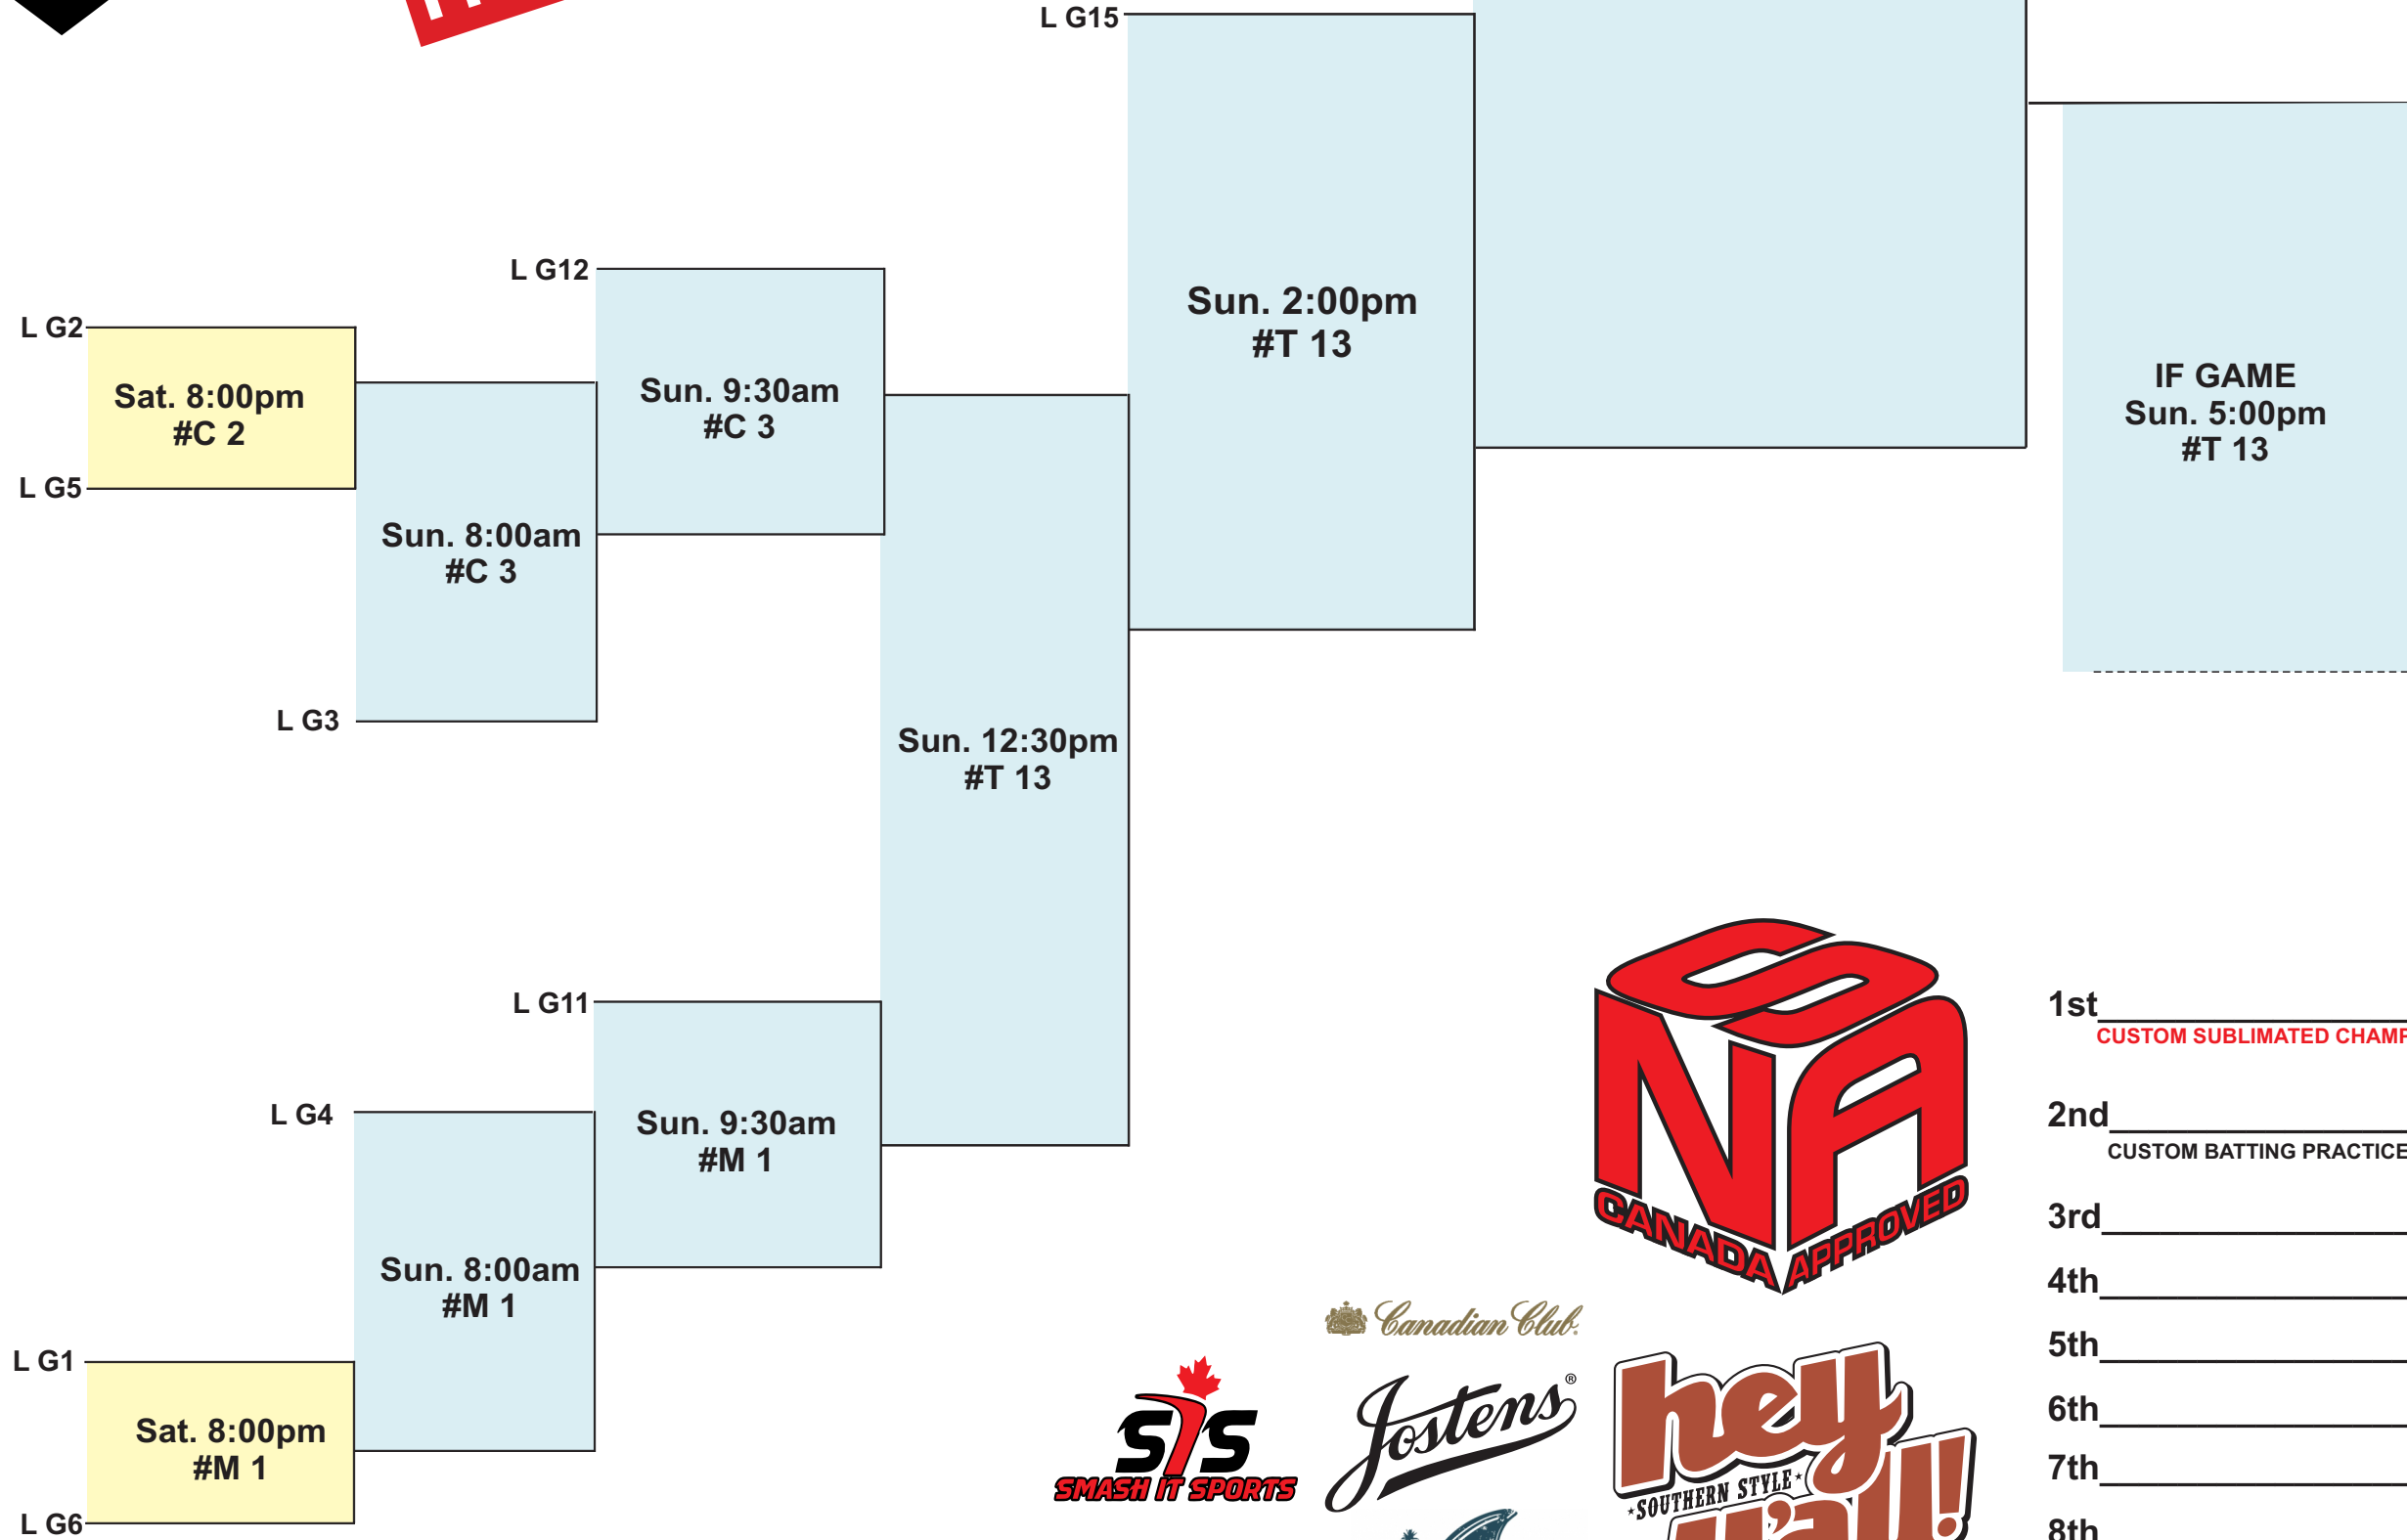 L G15
L G12
L G2
Sat. 8:00pm
#C 2
L G5
Sun. 9:30am
#C 3
Sun. 8:00am
#C 3
L G3
Sun. 2:00pm
#T 13
IF GAME
Sun. 5:00pm
#T 13
Sun. 12:30pm
#T 13
L G11
L G4
Sun. 9:30am
#M 1
Sun. 8:00am
#M 1
L G1
Sat. 8:00pm
#M 1
L G6
NSA
CANADA APPROVED
Canadian Club
SIS
SMASH IT SPORTS
Jostens®
hey
SOUTHERN STYLE
y'all!
1st
CUSTOM SUBLIMATED CHAMP
2nd
CUSTOM BATTING PRACTICE
3rd
4th
5th
6th
7th
8th